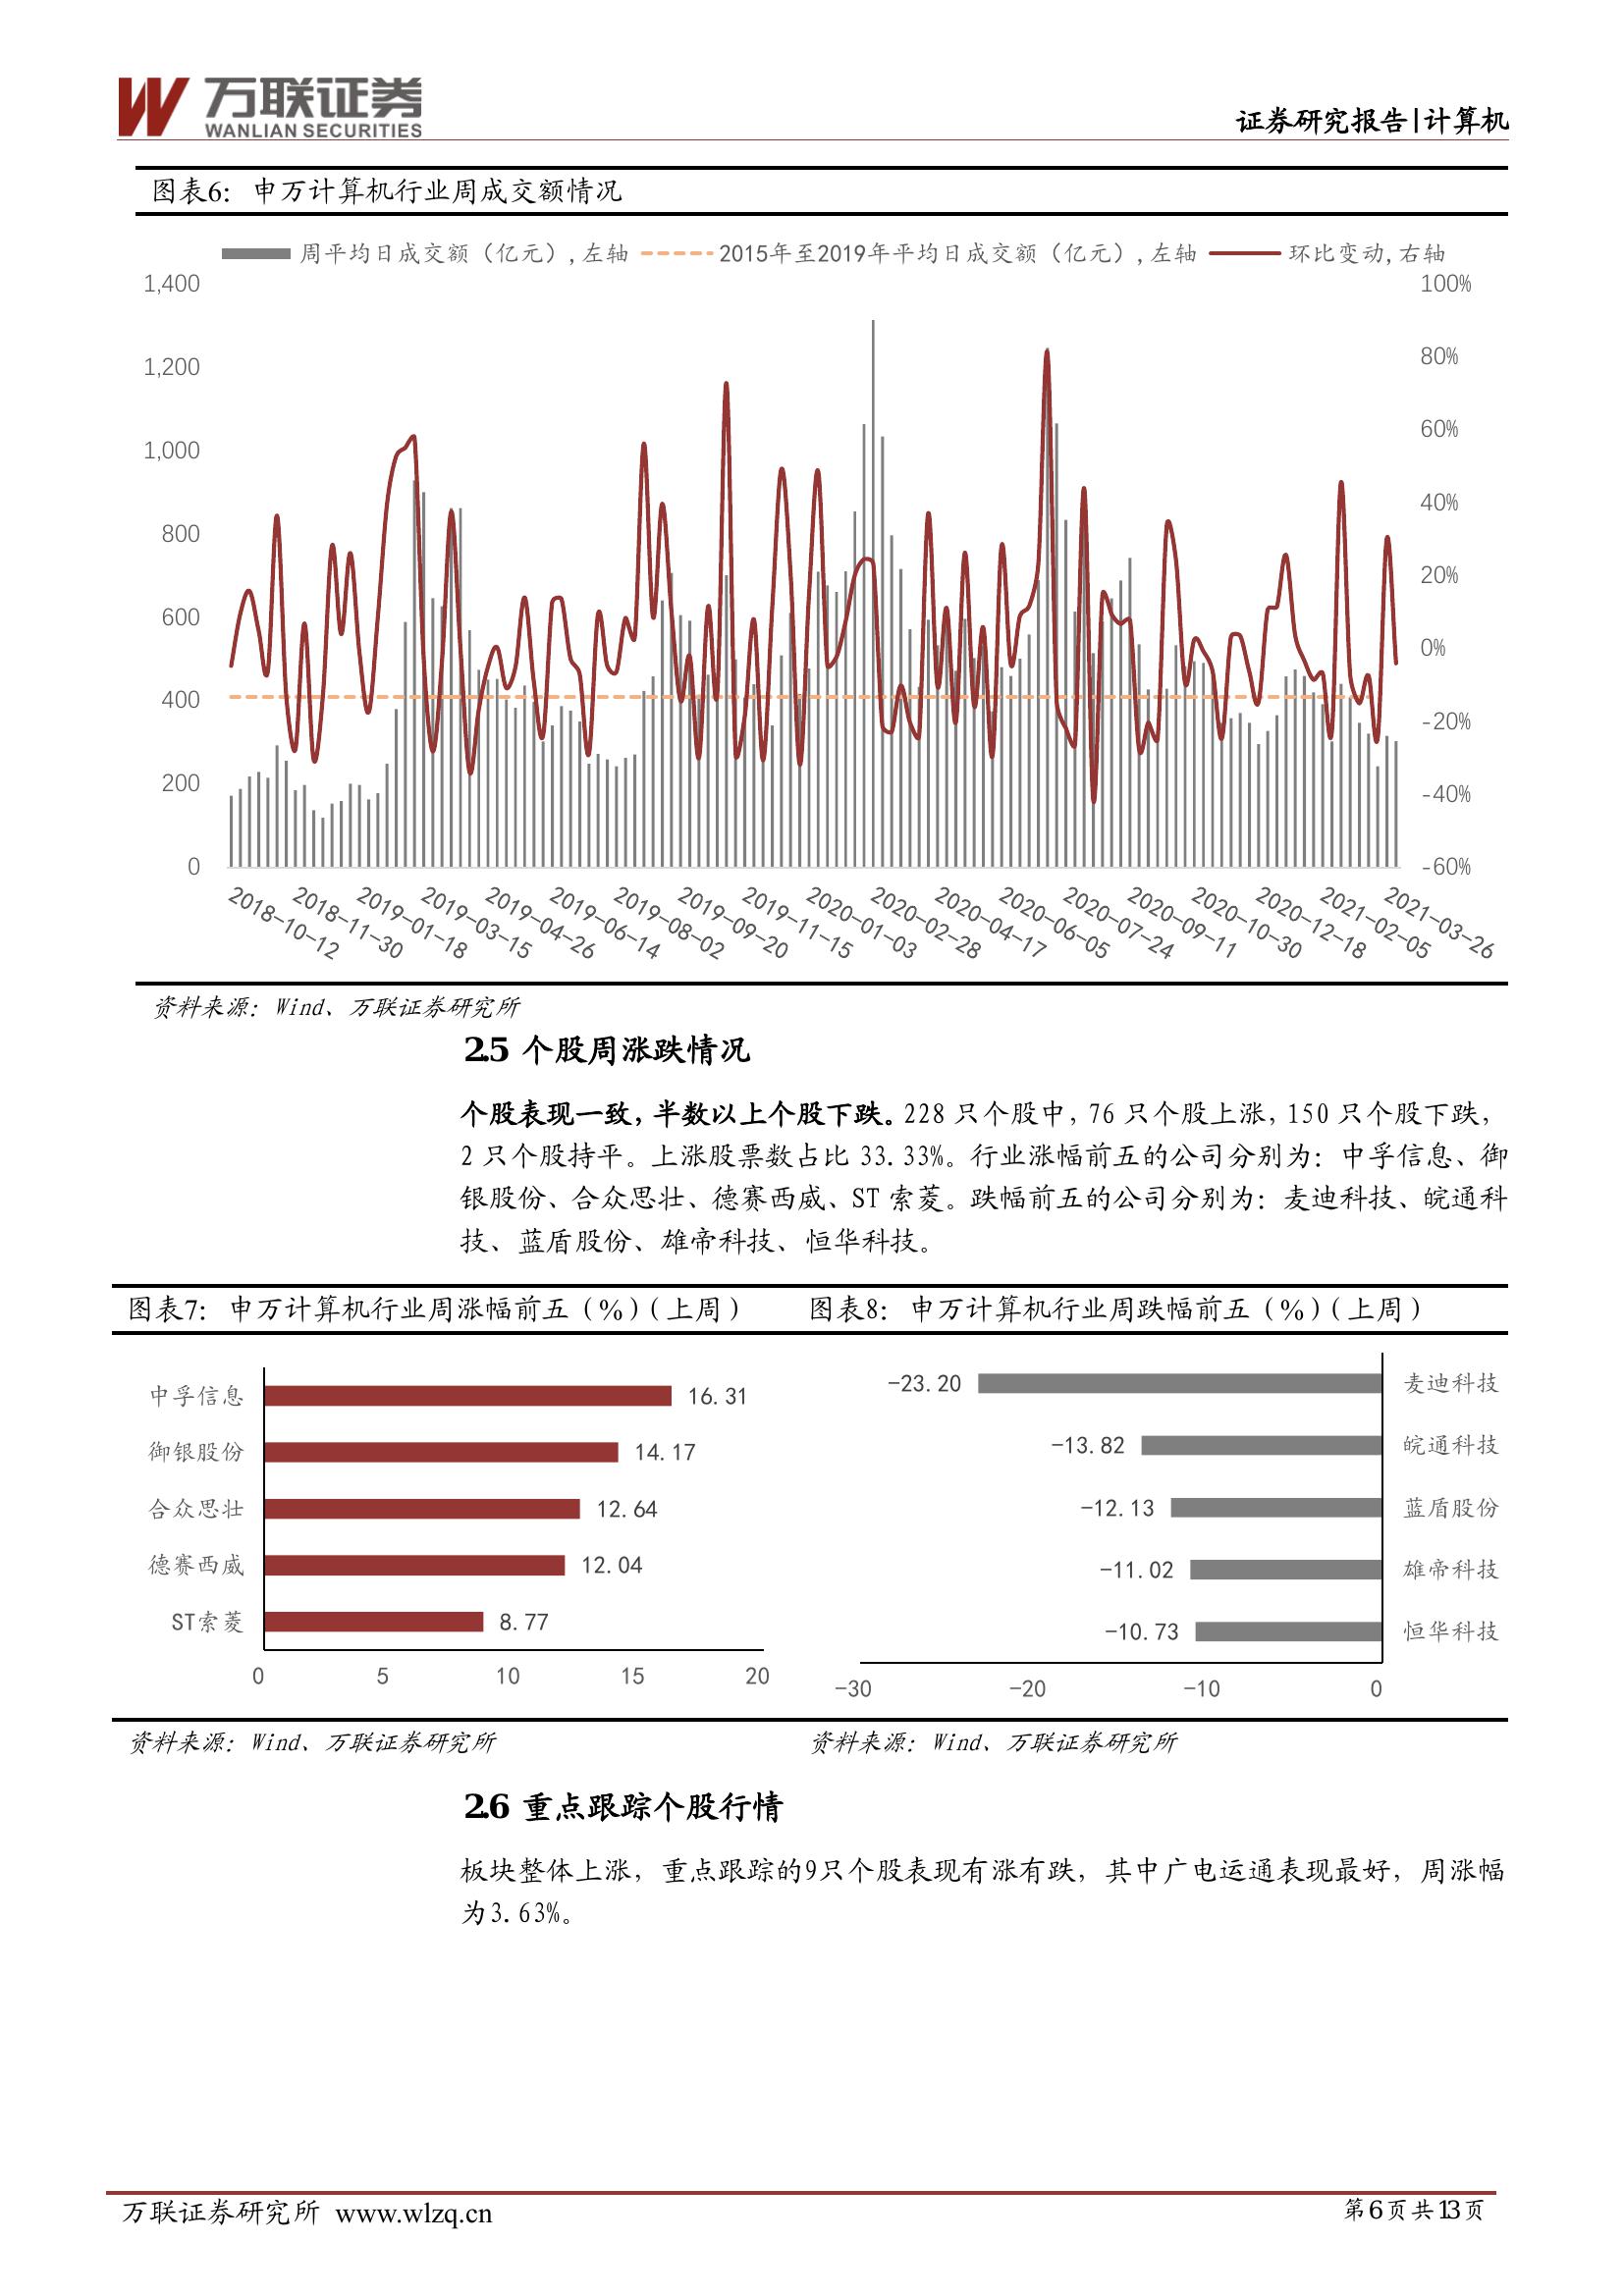 万联证券
WANLIAN SECURITIES
证券研究报告|计算机
图表6：申万计算机行业周成交额情况
周平均日成交额（亿元）,左轴 2015年至2019年平均日成交额（亿元）,左轴 环比变动,右轴
1,400 100%
1,200 80%
1,000 60%
800 40%
600 20%
400 0%
200 -20%
0 -40%
-60%
2018-10-12 2018-11-30 2019-01-18 2019-03-15 2019-04-26 2019-06-14 2019-08-02 2019-09-20 2019-11-15 2020-01-03 2020-02-28 2020-04-17 2020-06-05 2020-07-24 2020-09-11 2020-10-30 2020-12-18 2021-02-05 2021-03-26
资料来源：Wind、万联证券研究所
2.5 个股周涨跌情况
个股表现一致，半数以上个股下跌。228 只个股中，76 只个股上涨，150 只个股下跌，
2 只个股持平。上涨股票数占比 33.33%。行业涨幅前五的公司分别为：中孚信息、御
银股份、合众思壮、德赛西威、ST 索菱。跌幅前五的公司分别为：麦迪科技、皖通科
技、蓝盾股份、雄帝科技、恒华科技。
图表7：申万计算机行业周涨幅前五（%）（上周） 图表8：申万计算机行业周跌幅前五（%）（上周）
中孚信息 16.31
御银股份 14.17
合众思壮 12.64
德赛西威 12.04
ST索菱 8.77
0 5 10 15 20
-23.20 麦迪科技
-13.82 皖通科技
-12.13 蓝盾股份
-11.02 雄帝科技
-10.73 恒华科技
-30 -20 -10 0
资料来源：Wind、万联证券研究所 资料来源：Wind、万联证券研究所
2.6 重点跟踪个股行情
板块整体上涨，重点跟踪的9只个股表现有涨有跌，其中广电运通表现最好，周涨幅
为3.63%。
万联证券研究所 www.wlzq.cn 第6页共13页